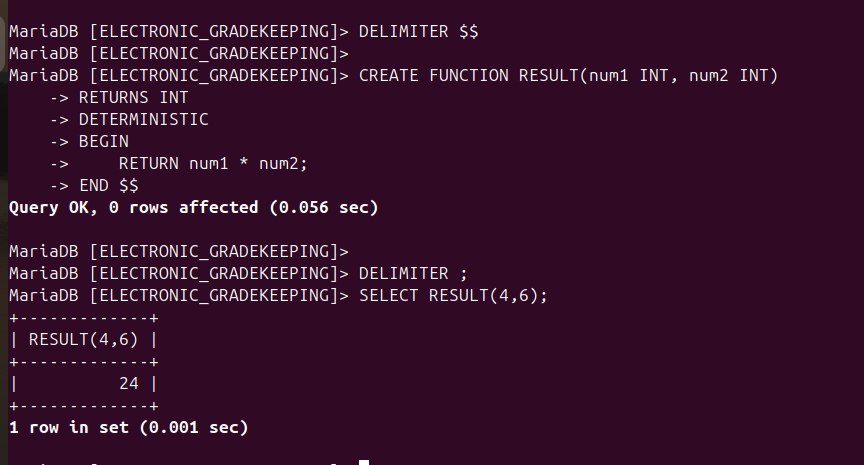 MariaDB [ELECTRONIC_GRADEKEEPING]> DELIMITER $$
MariaDB [ELECTRONIC_GRADEKEEPING]>
MariaDB [ELECTRONIC_GRADEKEEPING]> CREATE FUNCTION RESULT(num1 INT, num2 INT)
    -> RETURNS INT
    -> DETERMINISTIC
    -> BEGIN
    ->     RETURN num1 * num2;
    -> END $$
Query OK, 0 rows affected (0.056 sec)

MariaDB [ELECTRONIC_GRADEKEEPING]>
MariaDB [ELECTRONIC_GRADEKEEPING]> DELIMITER ;
MariaDB [ELECTRONIC_GRADEKEEPING]> SELECT RESULT(4,6);
+-------------+
| RESULT(4,6) |
+-------------+
|          24 |
+-------------+
1 row in set (0.001 sec)